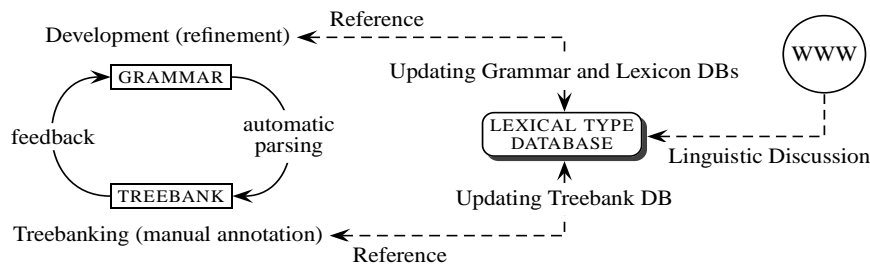 Reference
Development (refinement)
WWW
Updating Grammar and Lexicon DBs
GRAMMAR
feedback
automatic
parsing
LEXICAL TYPE
DATABASE
Linguistic Discussion
TREEBANK
Updating Treebank DB
Treebanking (manual annotation)
Reference